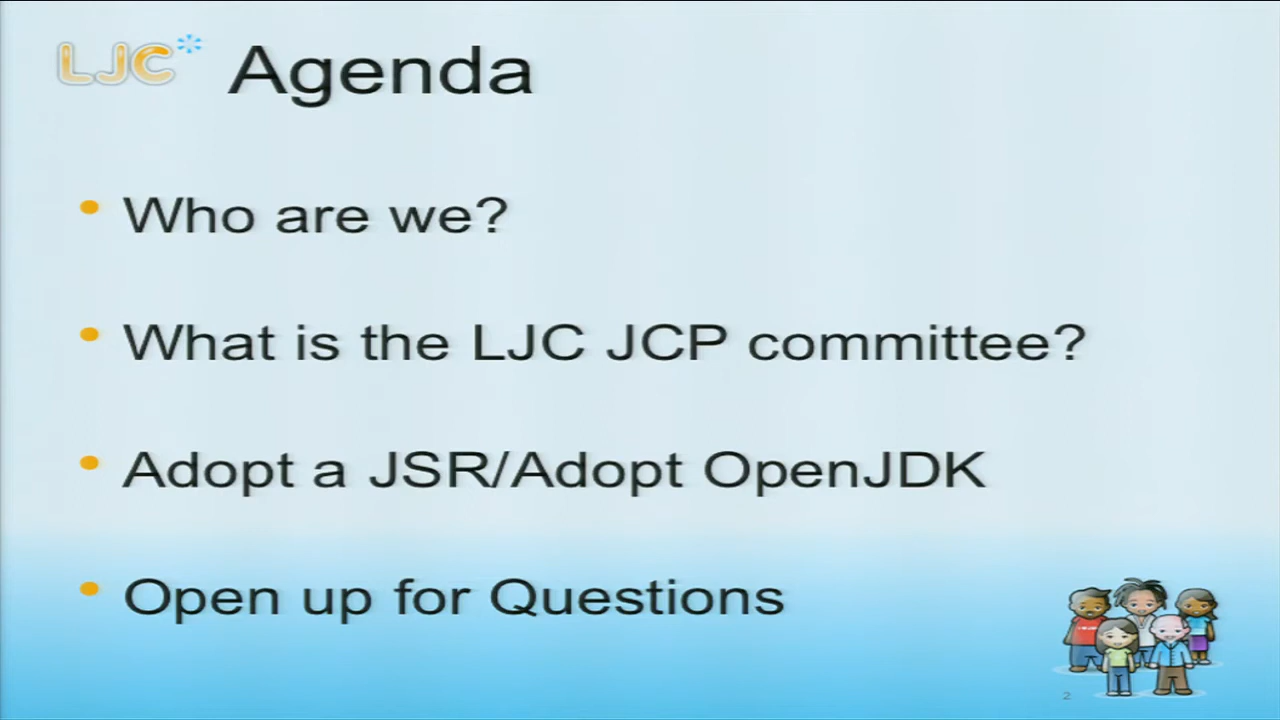 LJC*
Agenda
• Who are we?
• What is the LJC JCP committee?
• Adopt a JSR/Adopt OpenJDK
• Open up for Questions
2